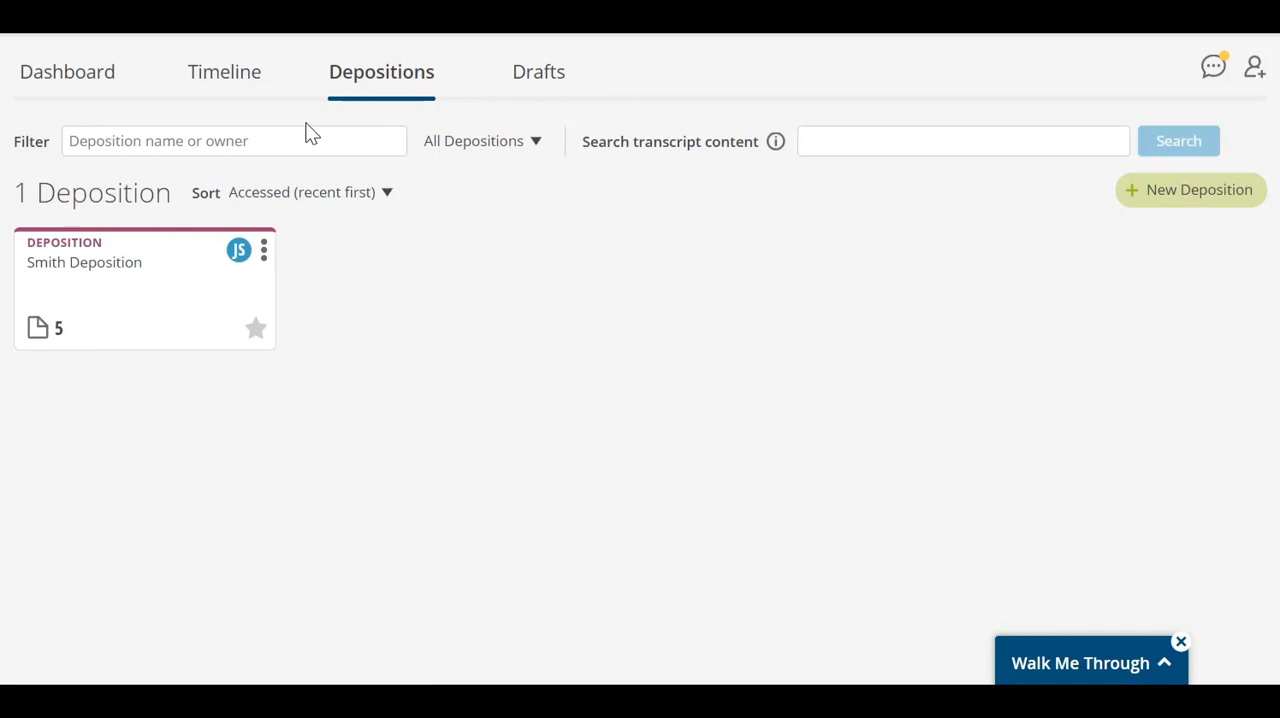 Dashboard Timeline Depositions Drafts
Filter Deposition name or owner All Depositions Search transcript content Search
1 Deposition Sort Accessed (recent first) + New Deposition
DEPOSITION
JS
Smith Deposition
5
Walk Me Through